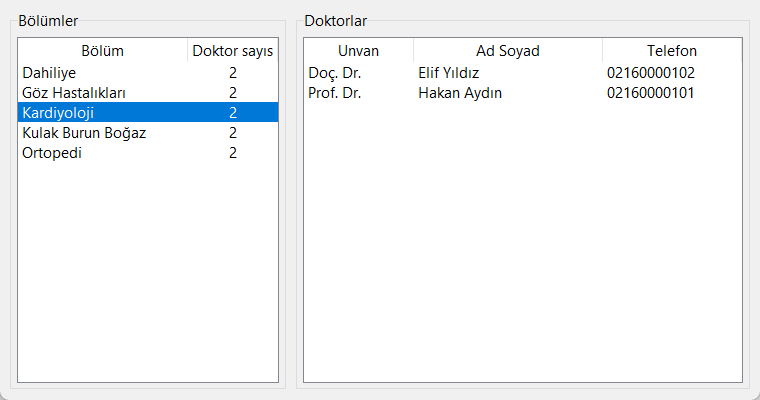 Bölümler
Bölüm Doktor sayıs
Dahiliye 2
Göz Hastalıkları 2
Kardiyoloji 2
Kulak Burun Boğaz 2
Ortopedi 2
Doktorlar
Unvan Ad Soyad Telefon
Doç. Dr. Elif Yıldız 02160000102
Prof. Dr. Hakan Aydın 02160000101